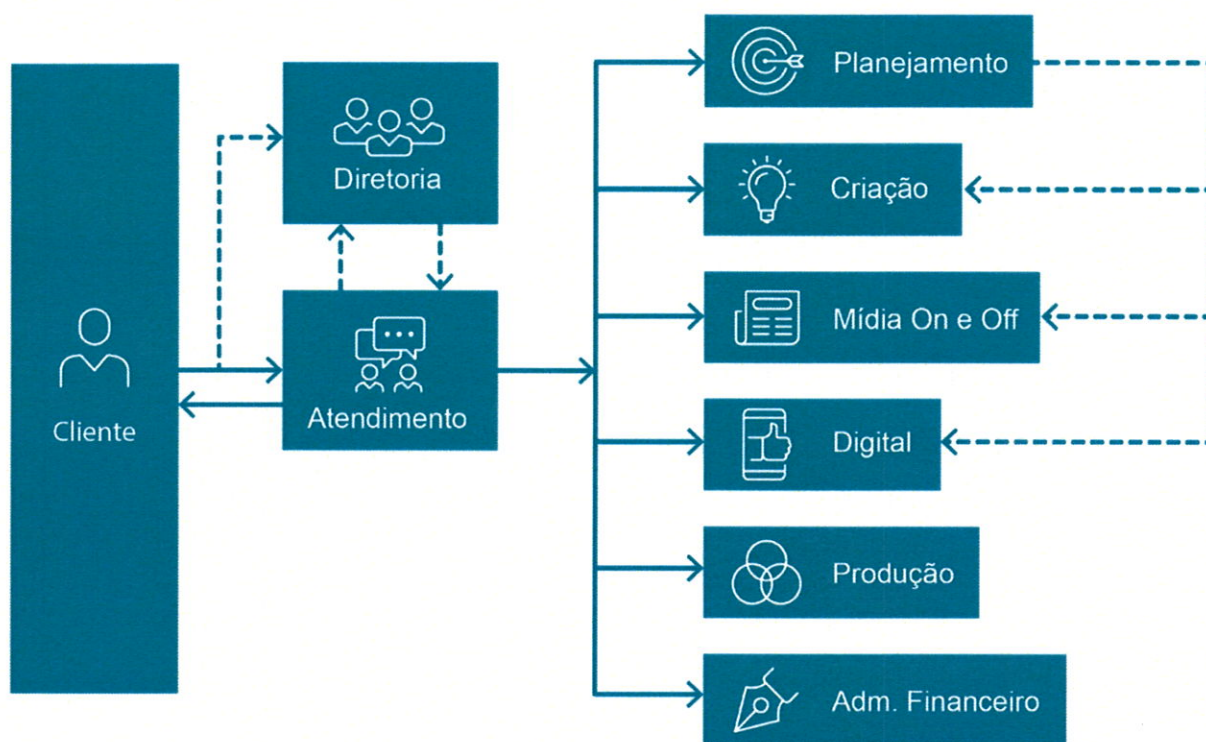 Cliente
Diretoria
Atendimento
Planejamento
Criação
Mídia On e Off
Digital
Produção
Adm. Financeiro